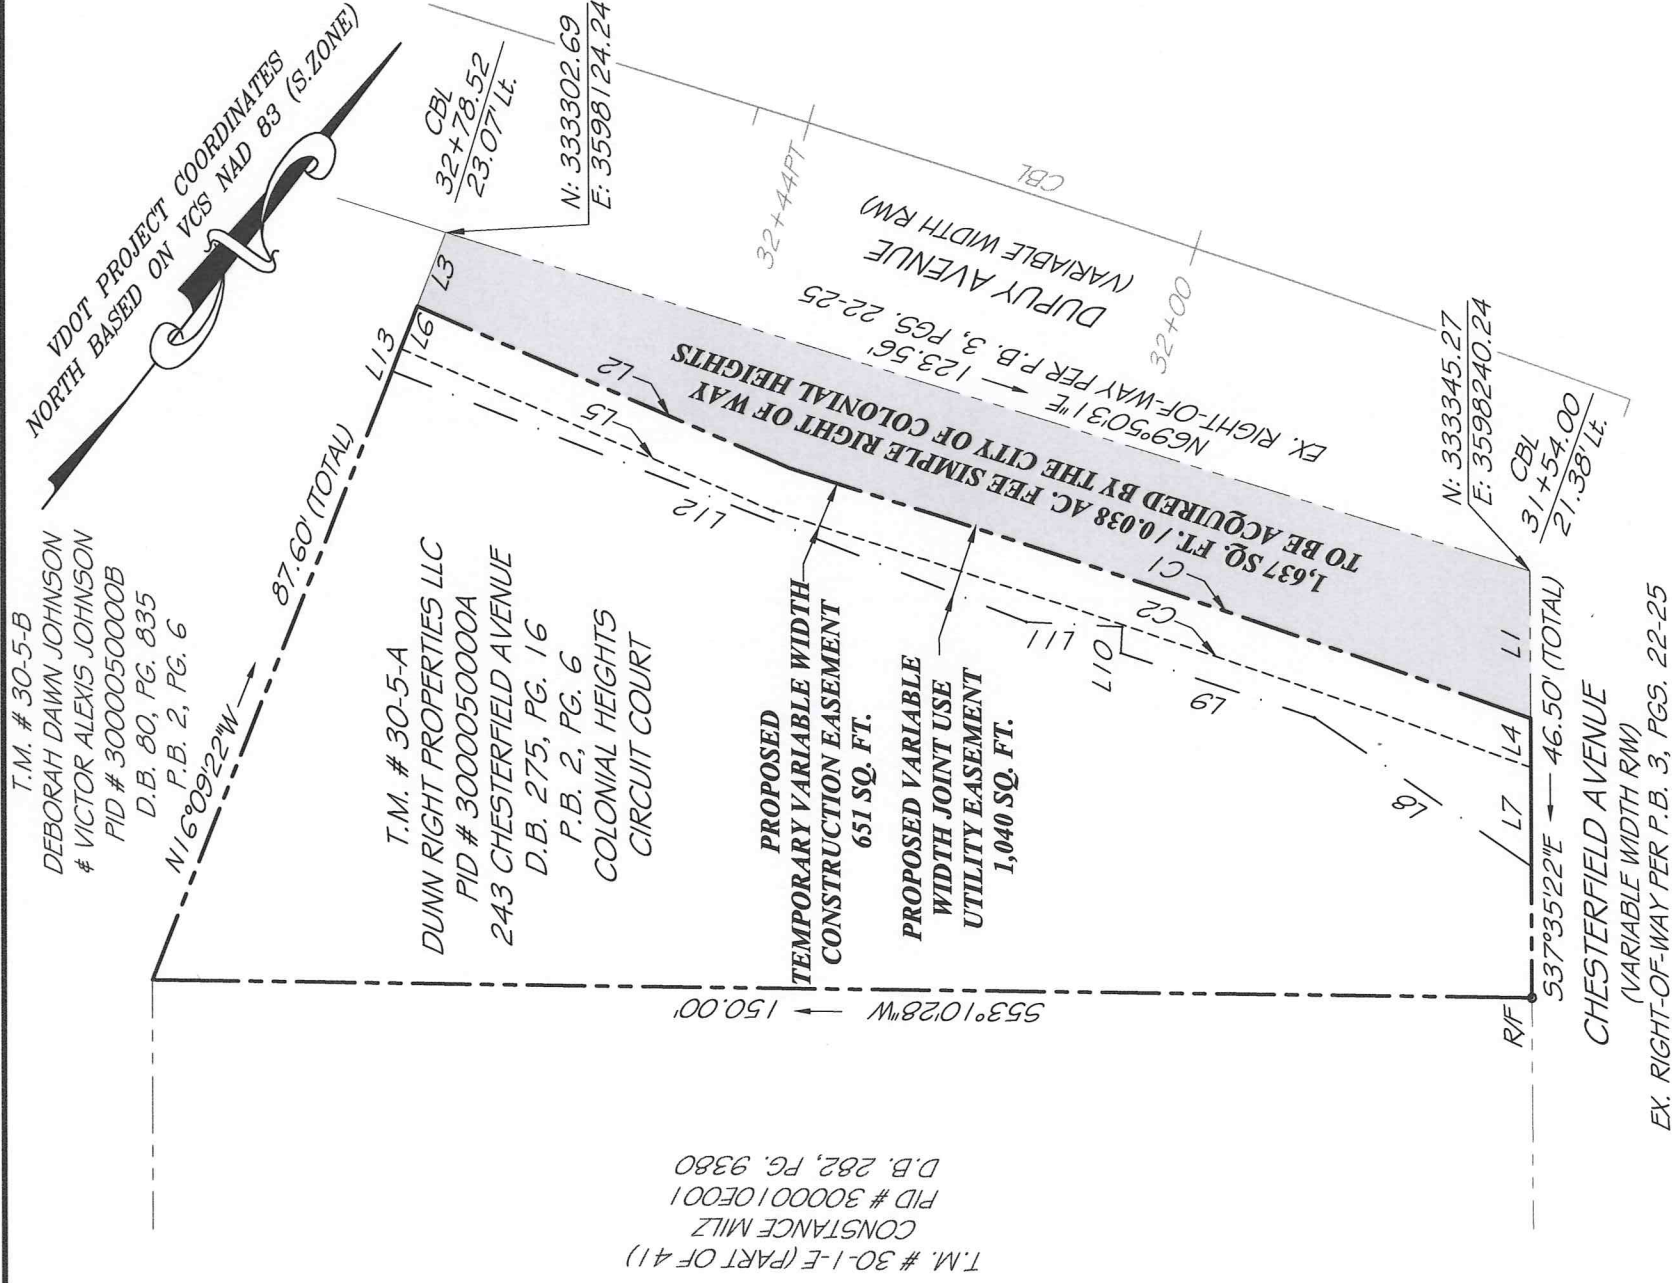 VDOT PROJECT COORDINATES
NORTH BASED ON VCS NAD 83 (S.ZONE)
CBL
32+78.52
23.07' Lt.
N: 333302.69
E: 3598124.24
T.M. # 30-5-B
DEBORAH DAWN JOHNSON
& VICTOR ALEXIS JOHNSON
PID # 3000050000B
D.B. 80, PG. 835
P.B. 2, PG. 6
N16°09'22"W
87.60' (TOTAL)
L13
L6
L3
L2
L5
L12
T.M. # 30-5-A
DUNN RIGHT PROPERTIES LLC
PID # 3000050000A
243 CHESTERFIELD AVENUE
D.B. 275, PG. 16
P.B. 2, PG. 6
COLONIAL HEIGHTS
CIRCUIT COURT
1,637 SQ. FT. / 0.038 AC. FEE SIMPLE RIGHT OF WAY
TO BE ACQUIRED BY THE CITY OF COLONIAL HEIGHTS
N69°50'31"E
123.56'
EX. RIGHT-OF-WAY PER P.B. 3, PGS. 22-25
DUPUY AVENUE
(VARIABLE WIDTH R/W)
32+44PT
CBL
32+00
PROPOSED
TEMPORARY VARIABLE WIDTH
CONSTRUCTION EASEMENT
651 SQ. FT.
PROPOSED VARIABLE
WIDTH JOINT USE
UTILITY EASEMENT
1,040 SQ. FT.
C1
C2
L11
L10
L9
L8
L7
L4
L1
N: 333345.27
E: 3598240.24
CBL
31+54.00
21.38' Lt.
S53°10'28"W
150.00'
R/F
S37°35'22"E
46.50' (TOTAL)
CHESTERFIELD AVENUE
(VARIABLE WIDTH R/W)
EX. RIGHT-OF-WAY PER P.B. 3, PGS. 22-25
T.M. # 30-1-E (PART OF 41)
CONSTANCE MILZ
PID # 3000010E001
D.B. 282, PG. 9380